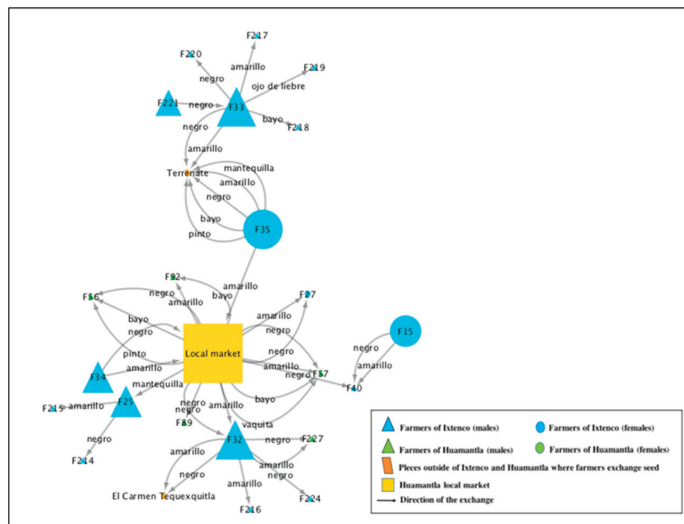 F217
F220
amarillo
F219
negro
ojo de liebre
F221
negro
F33
bayo
F218
negro
amarillo
Terrenate
mantequilla
amarillo
negro
bayo
pinto
F35
F92
amarillo
F56
negro
bayo
F27
amarillo
amarillo
F15
bayo
negro
negro
negro
Local market
pinto
negro
amarillo
amarillo
negro
F57
amarillo
negro
F40
F34
mantequilla
bayo
F25
F215
amarillo
negro
negro
amarillo
vaquita
F89
negro
F32
negro
F227
amarillo
F214
negro
amarillo
negro
El Carmen Tequexquitla
amarillo
F224
F216
Farmers of Ixtenco (males)
Farmers of Ixtenco (females)
Farmers of Huamantla (males)
Farmers of Huamantla (females)
Pleces outside of Ixtenco and Huamantla where farmers exchange seed
Huamantla local market
Direction of the exchange